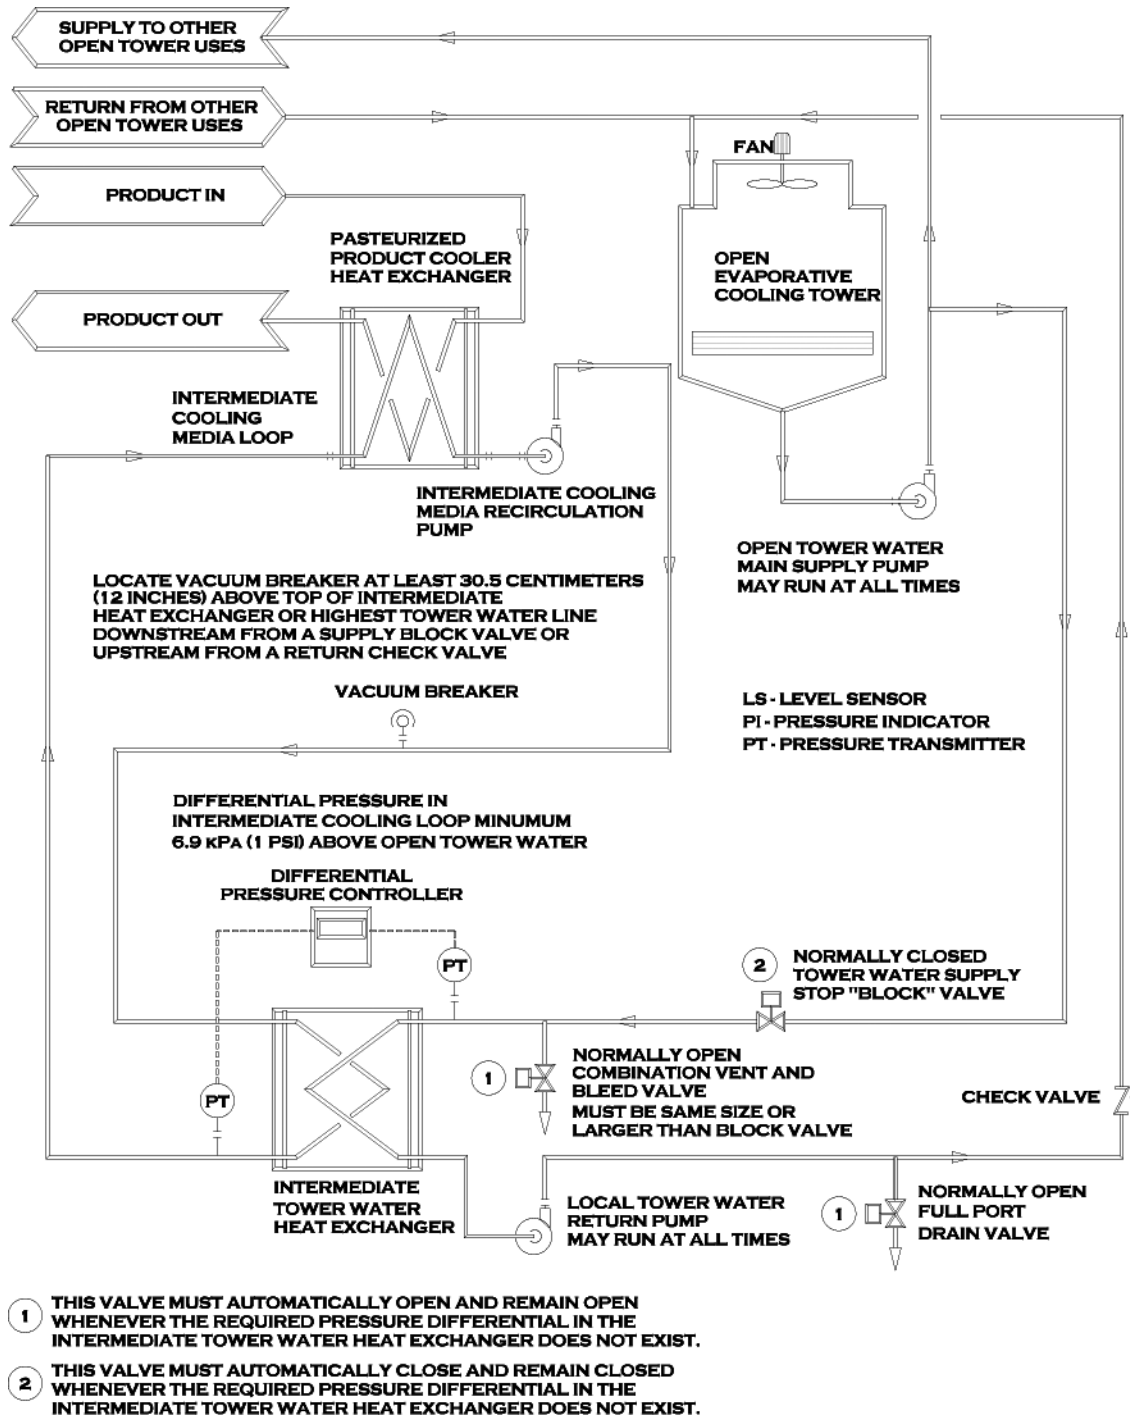 SUPPLY TO OTHER
OPEN TOWER USES
RETURN FROM OTHER
OPEN TOWER USES
FAN
PRODUCT IN
PASTEURIZED
PRODUCT COOLER
HEAT EXCHANGER
OPEN
EVAPORATIVE
COOLING TOWER
PRODUCT OUT
INTERMEDIATE
COOLING
MEDIA LOOP
INTERMEDIATE COOLING
MEDIA RECIRCULATION
PUMP
OPEN TOWER WATER
MAIN SUPPLY PUMP
MAY RUN AT ALL TIMES
LOCATE VACUUM BREAKER AT LEAST 30.5 CENTIMETERS
(12 INCHES) ABOVE TOP OF INTERMEDIATE
HEAT EXCHANGER OR HIGHEST TOWER WATER LINE
DOWNSTREAM FROM A SUPPLY BLOCK VALVE OR
UPSTREAM FROM A RETURN CHECK VALVE
VACUUM BREAKER
LS - LEVEL SENSOR
PI - PRESSURE INDICATOR
PT - PRESSURE TRANSMITTER
DIFFERENTIAL PRESSURE IN
INTERMEDIATE COOLING LOOP MINUMUM
6.9 KPA (1 PSI) ABOVE OPEN TOWER WATER
DIFFERENTIAL
PRESSURE CONTROLLER
PT
2
NORMALLY CLOSED
TOWER WATER SUPPLY
STOP "BLOCK" VALVE
1
NORMALLY OPEN
COMBINATION VENT AND
BLEED VALVE
MUST BE SAME SIZE OR
LARGER THAN BLOCK VALVE
PT
CHECK VALVE
INTERMEDIATE
TOWER WATER
HEAT EXCHANGER
LOCAL TOWER WATER
RETURN PUMP
MAY RUN AT ALL TIMES
1
NORMALLY OPEN
FULL PORT
DRAIN VALVE
1 THIS VALVE MUST AUTOMATICALLY OPEN AND REMAIN OPEN
WHENEVER THE REQUIRED PRESSURE DIFFERENTIAL IN THE
INTERMEDIATE TOWER WATER HEAT EXCHANGER DOES NOT EXIST.
2 THIS VALVE MUST AUTOMATICALLY CLOSE AND REMAIN CLOSED
WHENEVER THE REQUIRED PRESSURE DIFFERENTIAL IN THE
INTERMEDIATE TOWER WATER HEAT EXCHANGER DOES NOT EXIST.